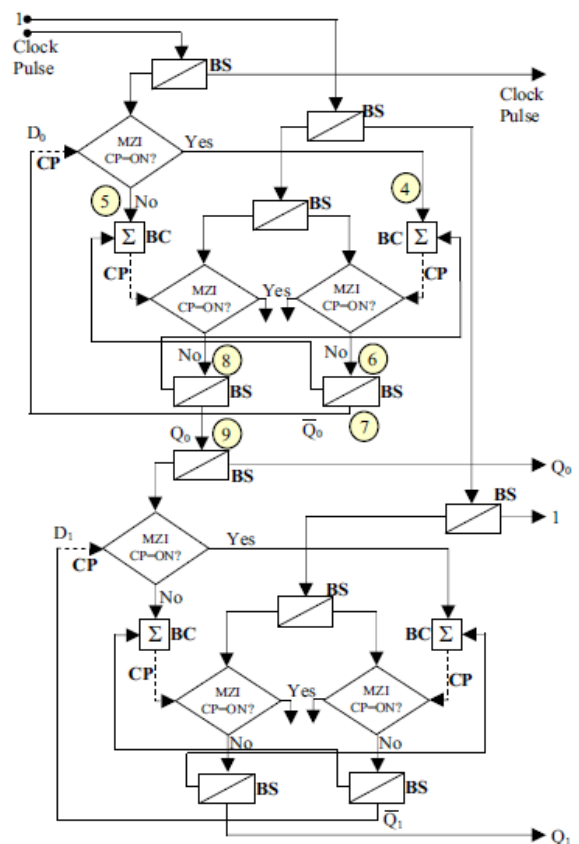 1
Clock
Pulse
BS
Clock
Pulse
BS
D₀
CP
MZI
CP=ON?
Yes
5
No
4
BS
Σ BC
BC Σ
CP
CP
MZI
CP=ON?
Yes
MZI
CP=ON?
No
8
No
6
BS
BS
7
Q₀
9
Q̅₀
BS
Q₀
BS
1
D₁
CP
MZI
CP=ON?
Yes
No
BS
Σ BC
BC Σ
CP
CP
MZI
CP=ON?
Yes
MZI
CP=ON?
No
No
BS
BS
Q̅₁
Q₁